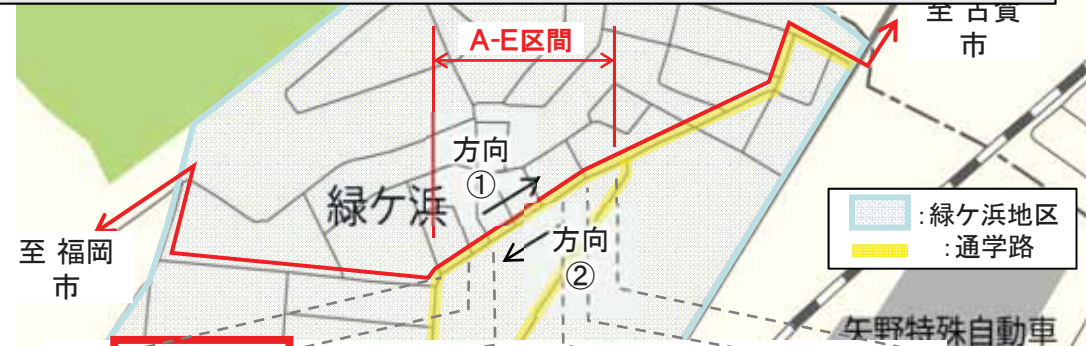 至 古賀
市
A-E区間
方向
①
緑ケ浜
方向
②
至 福岡
市
:緑ケ浜地区
:通学路
矢野特殊自動車